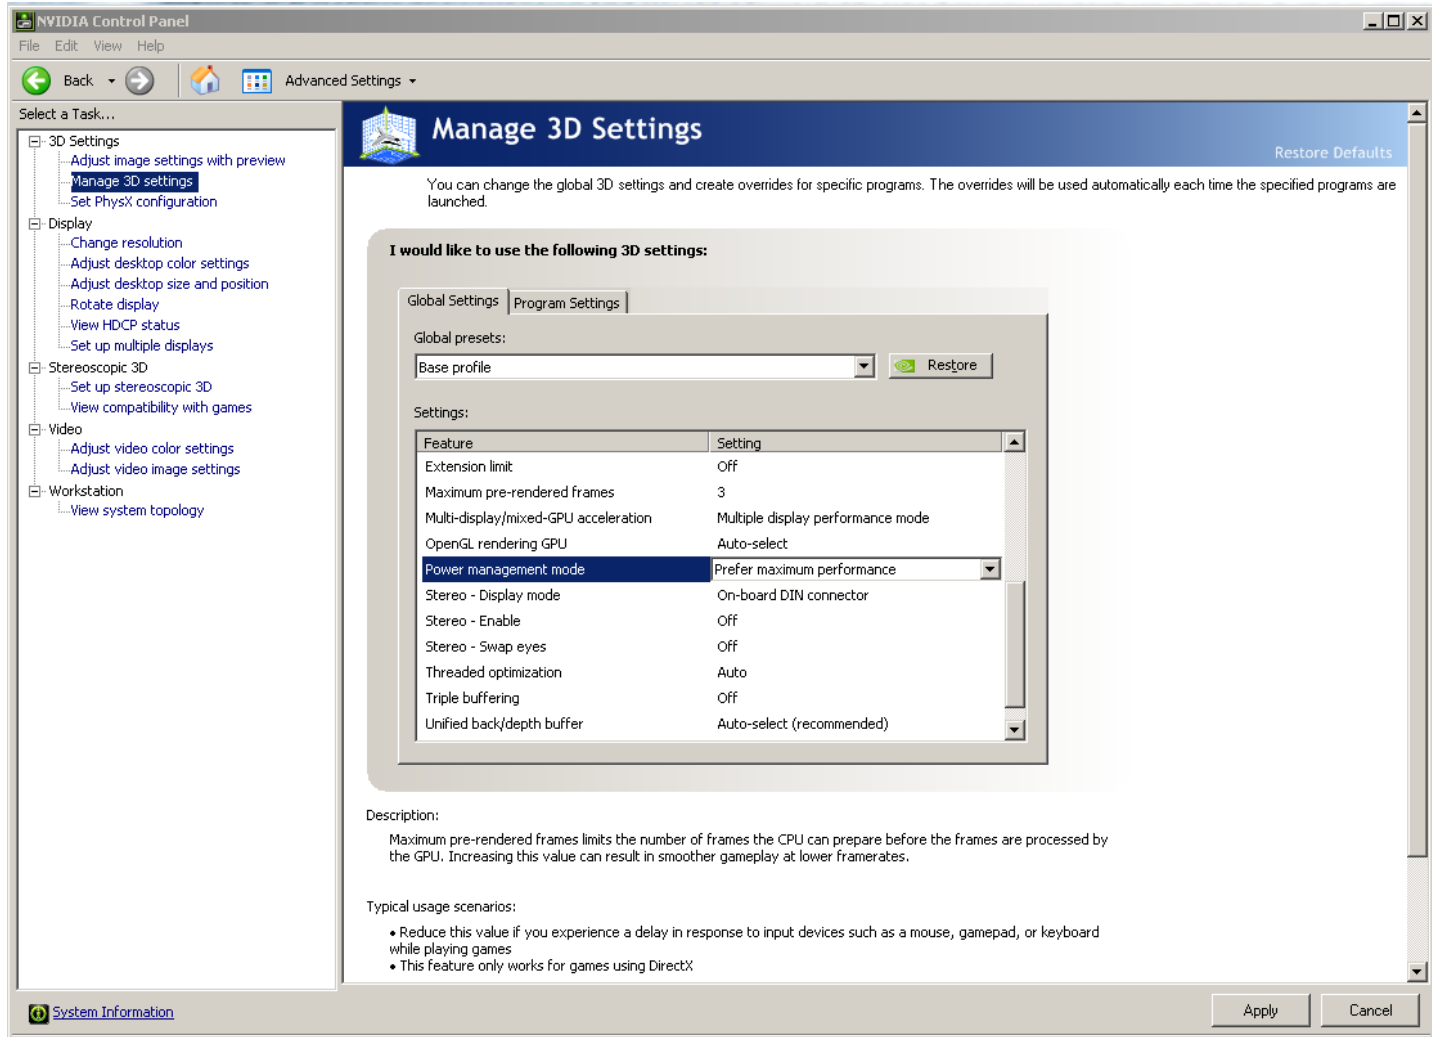 NVIDIA Control Panel
File Edit View Help
Back Advanced Settings
Select a Task...
3D Settings
Adjust image settings with preview
Manage 3D settings
Set PhysX configuration
Display
Change resolution
Adjust desktop color settings
Adjust desktop size and position
Rotate display
View HDCP status
Set up multiple displays
Stereoscopic 3D
Set up stereoscopic 3D
View compatibility with games
Video
Adjust video color settings
Adjust video image settings
Workstation
View system topology
System Information
Manage 3D Settings
Restore Defaults
You can change the global 3D settings and create overrides for specific programs. The overrides will be used automatically each time the specified programs are
launched.
I would like to use the following 3D settings:
Global Settings Program Settings
Global presets:
Base profile Restore
Settings:
Feature Setting
Extension limit Off
Maximum pre-rendered frames 3
Multi-display/mixed-GPU acceleration Multiple display performance mode
OpenGL rendering GPU Auto-select
Power management mode Prefer maximum performance
Stereo - Display mode On-board DIN connector
Stereo - Enable Off
Stereo - Swap eyes Off
Threaded optimization Auto
Triple buffering Off
Unified back/depth buffer Auto-select (recommended)
Description:
Maximum pre-rendered frames limits the number of frames the CPU can prepare before the frames are processed by
the GPU. Increasing this value can result in smoother gameplay at lower framerates.
Typical usage scenarios:
• Reduce this value if you experience a delay in response to input devices such as a mouse, gamepad, or keyboard
while playing games
• This feature only works for games using DirectX
Apply Cancel